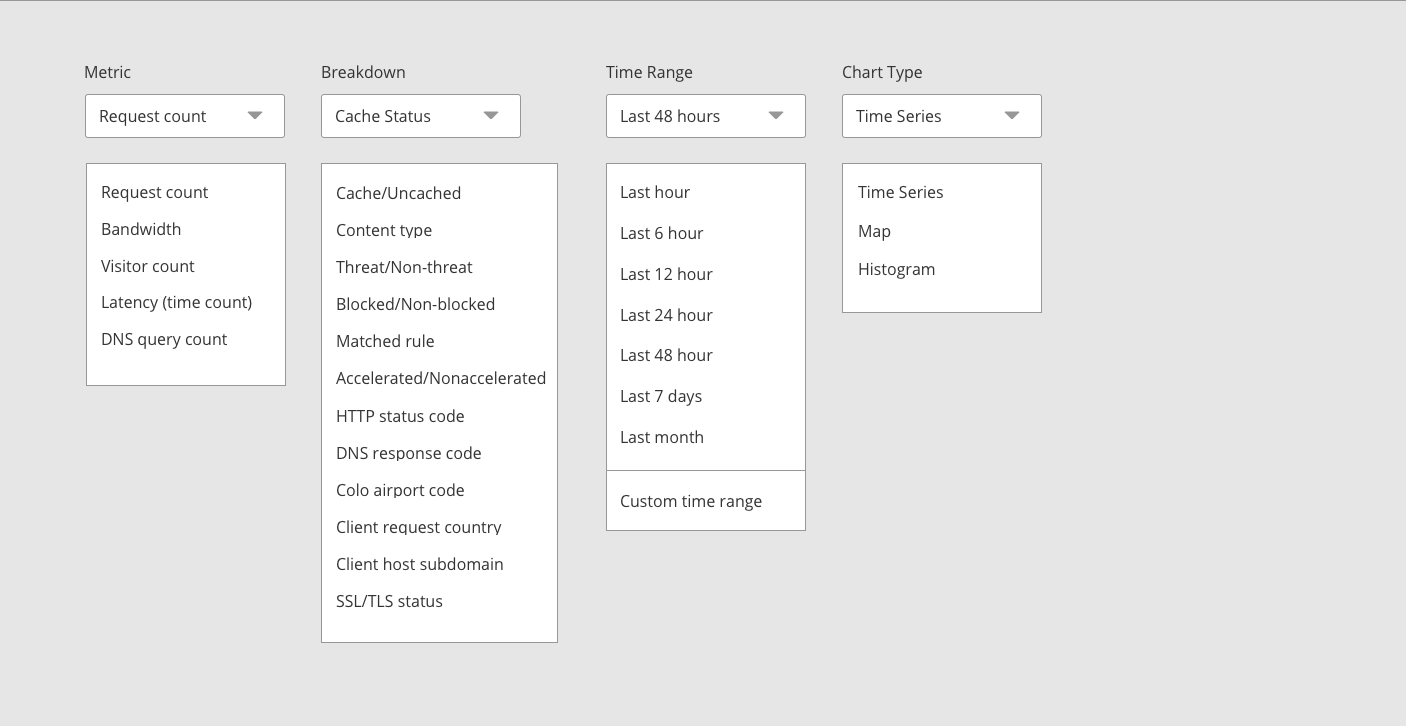 Metric
Request count
Request count
Bandwidth
Visitor count
Latency (time count)
DNS query count
Breakdown
Cache Status
Cache/Uncached
Content type
Threat/Non-threat
Blocked/Non-blocked
Matched rule
Accelerated/Nonaccelerated
HTTP status code
DNS response code
Colo airport code
Client request country
Client host subdomain
SSL/TLS status
Time Range
Last 48 hours
Last hour
Last 6 hour
Last 12 hour
Last 24 hour
Last 48 hour
Last 7 days
Last month
Custom time range
Chart Type
Time Series
Time Series
Map
Histogram